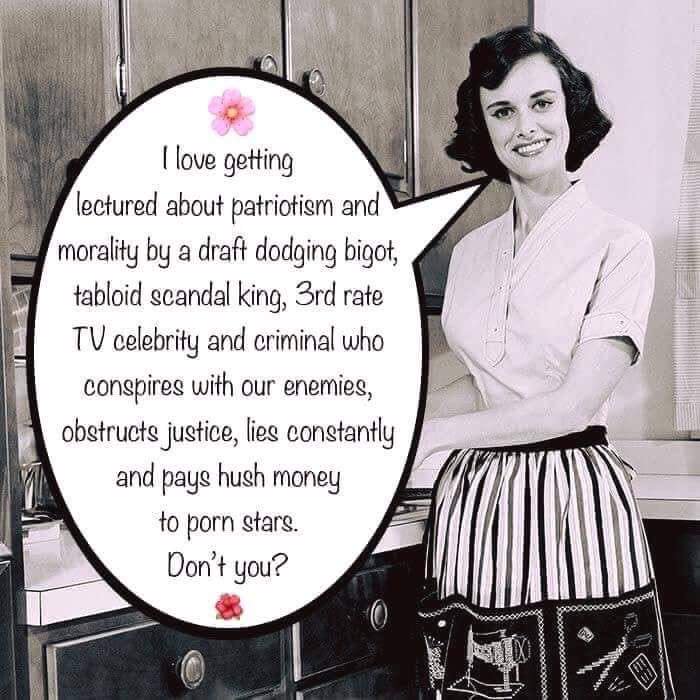 I love getting
lectured about patriotism and
morality by a draft dodging bigot,
tabloid scandal king, 3rd rate
TV celebrity and criminal who
conspires with our enemies,
obstructs justice, lies constantly
and pays hush money
to porn stars.
Don't you?